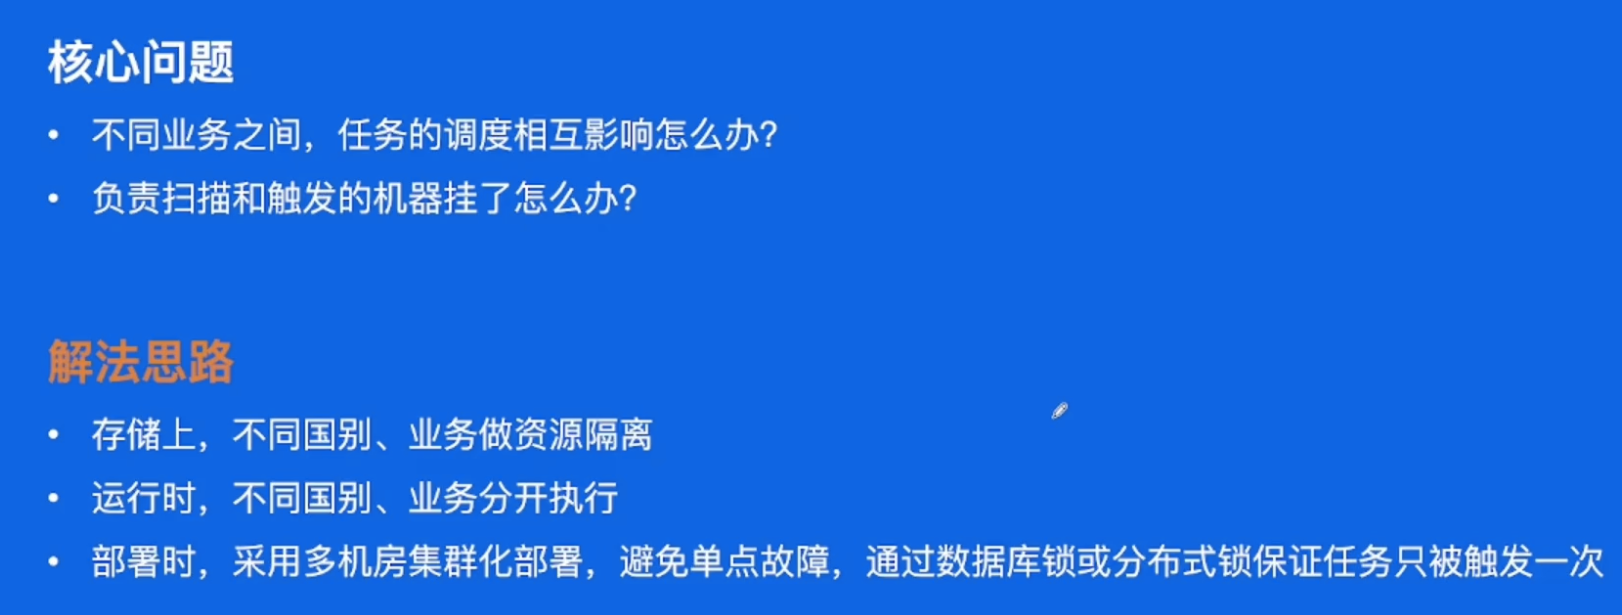 核心问题
• 不同业务之间，任务的调度相互影响怎么办？
• 负责扫描和触发的机器挂了怎么办？
解法思路
• 存储上，不同国别、业务做资源隔离
• 运行时，不同国别、业务分开执行
• 部署时，采用多机房集群化部署，避免单点故障，通过数据库锁或分布式锁保证任务只被触发一次